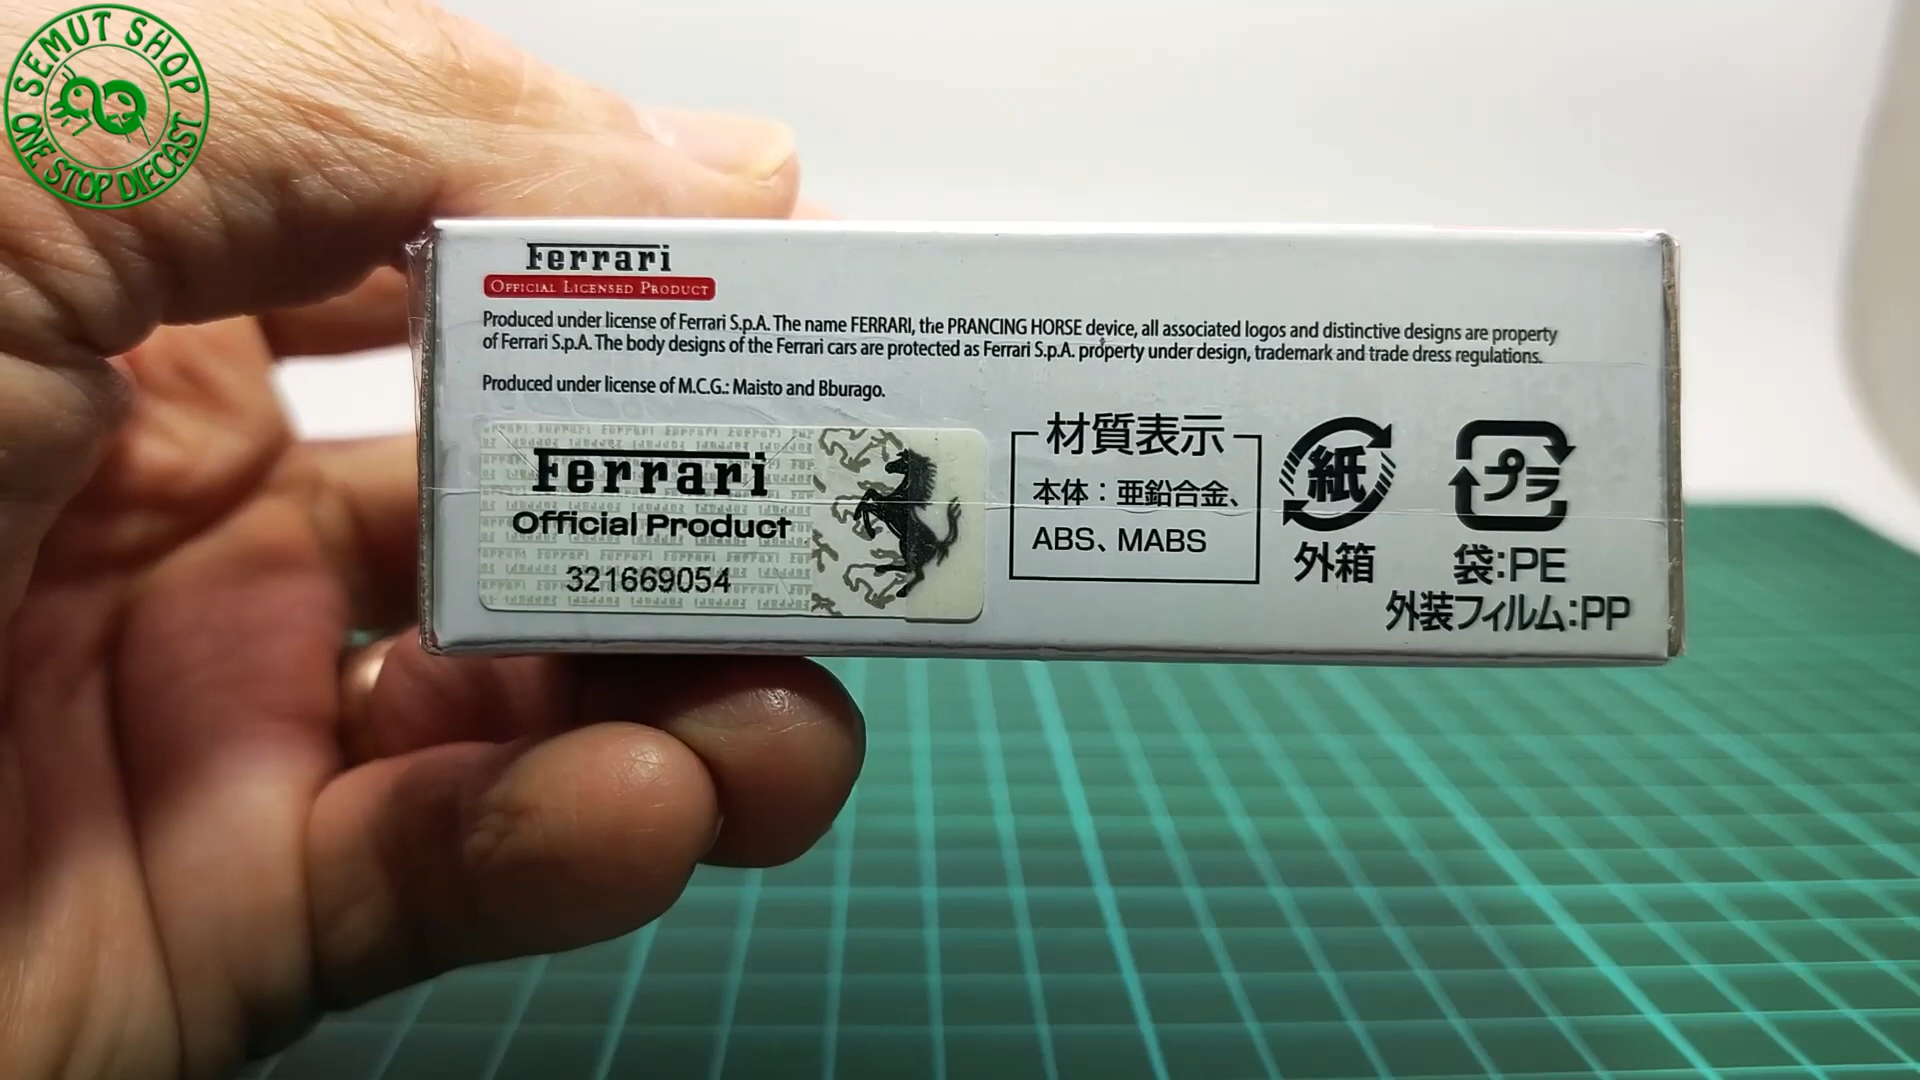 SEMUT SHOP
ONE STOP DIECAST
Ferrari
OFFICIAL LICENSED PRODUCT
Produced under license of Ferrari S.p.A. The name FERRARI, the PRANCING HORSE device, all associated logos and distinctive designs are property
of Ferrari S.p.A. The body designs of the Ferrari cars are protected as Ferrari S.p.A. property under design, trademark and trade dress regulations.
Produced under license of M.C.G.: Maisto and Bburago.
Ferrari
Official Product
321669054
材質表示
本体：亜鉛合金、
ABS、MABS
紙
外箱
プラ
袋:PE
外装フィルム:PP